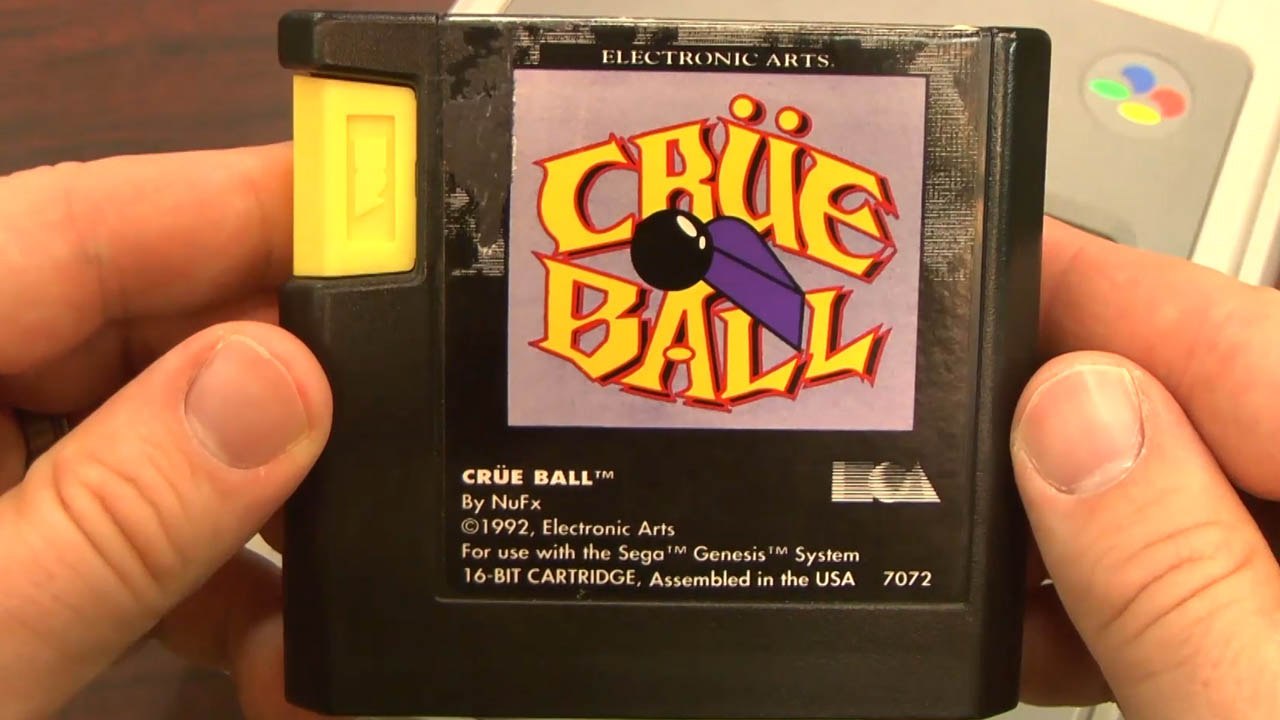 ELECTRONIC ARTS.
CRÜE
BALL
CRÜE BALL™
By NuFx
©1992, Electronic Arts
For use with the Sega™ Genesis™ System
16-BIT CARTRIDGE, Assembled in the USA 7072
EA